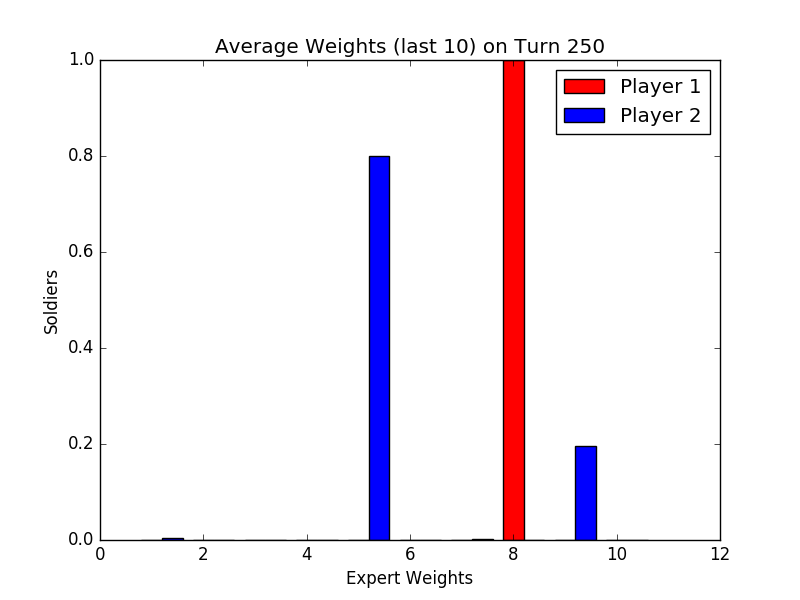 Average Weights (last 10) on Turn 250
Player 1
Player 2
1.0
0.8
0.6
0.4
0.2
0.0
Soldiers
0 2 4 6 8 10 12
Expert Weights